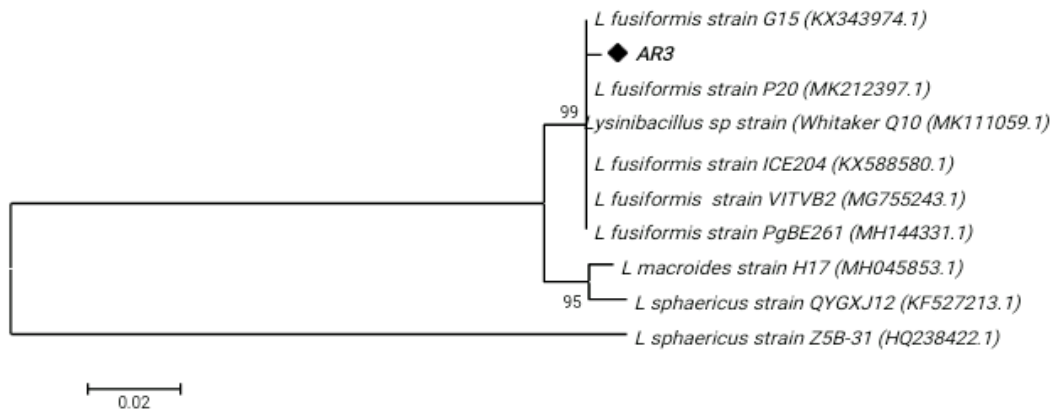 L fusiformis strain G15 (KX343974.1)
AR3
L fusiformis strain P20 (MK212397.1)
99
Lysinibacillus sp strain (Whitaker Q10 (MK111059.1)
L fusiformis strain ICE204 (KX588580.1)
L fusiformis strain VITVB2 (MG755243.1)
L fusiformis strain PgBE261 (MH144331.1)
L macroides strain H17 (MH045853.1)
95
L sphaericus strain QYGXJ12 (KF527213.1)
L sphaericus strain Z5B-31 (HQ238422.1)
0.02